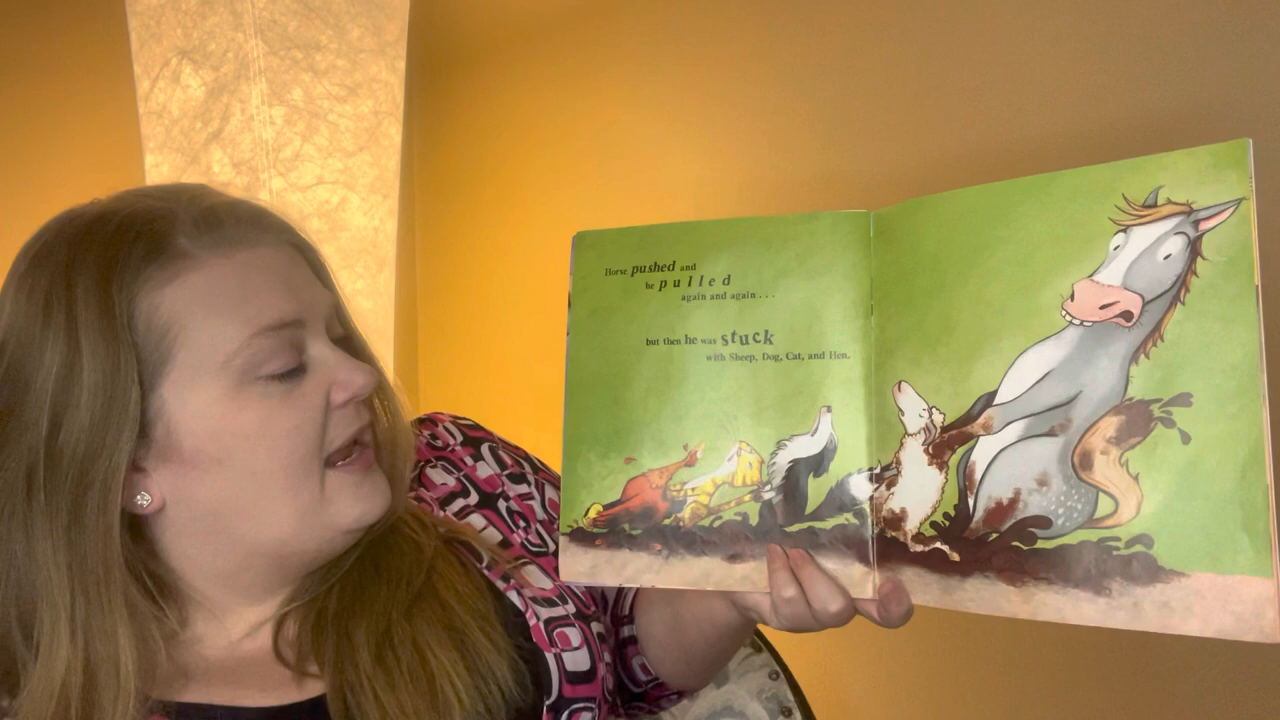 Horse pushed and
he pulled
again and again . . .
but then he was stuck
with Sheep, Dog, Cat, and Hen.